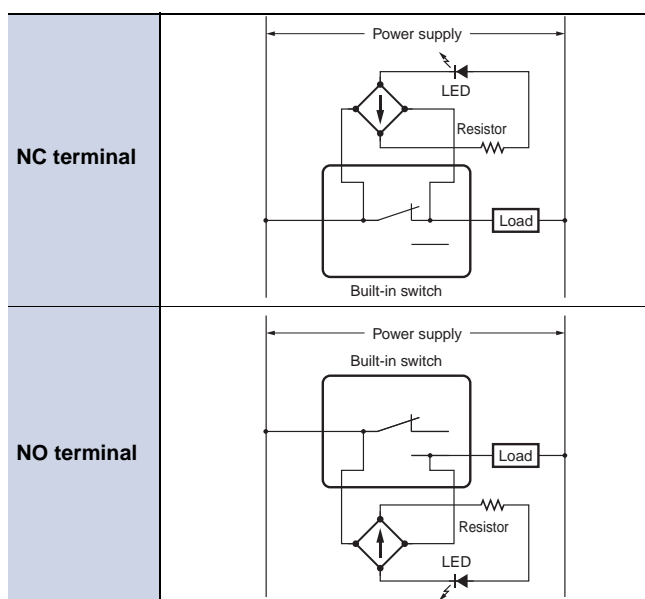 NC terminal
Power supply
LED
Resistor
Load
Built-in switch
NO terminal
Power supply
Built-in switch
Load
Resistor
LED